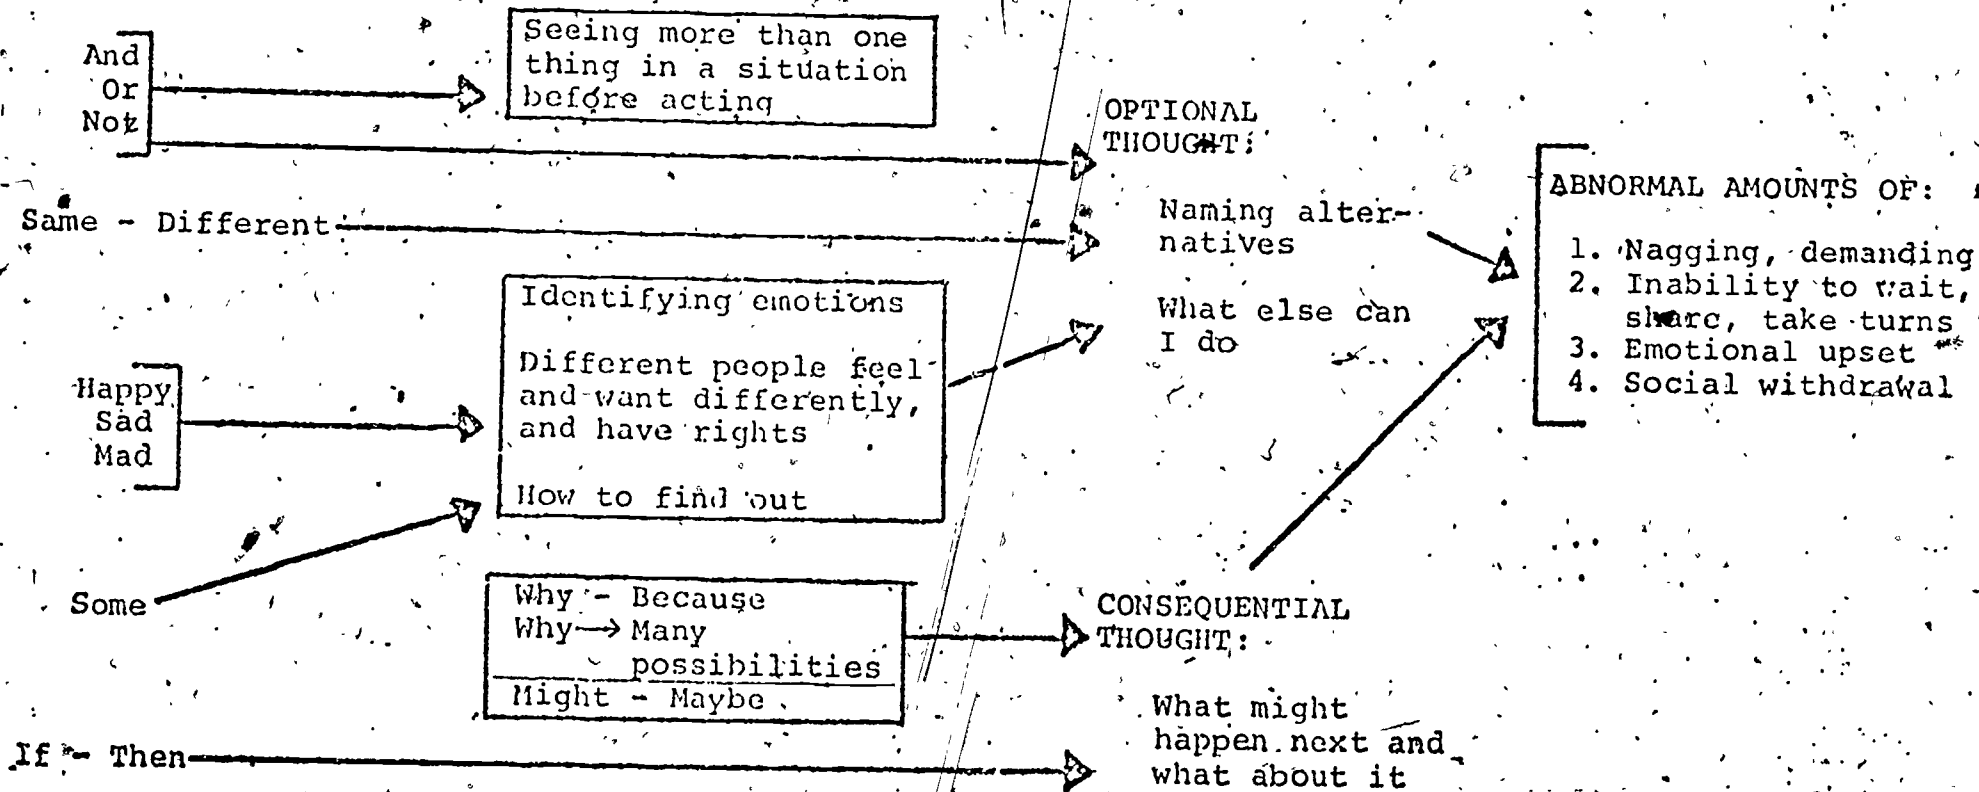 And
Or
Not
Seeing more than one
thing in a situation
before acting
Same - Different
Happy
Sad
Mad
Some
Identifying emotions
Different people feel
and want differently,
and have rights
How to find out
Why - Because
Why → Many
possibilities
Might - Maybe
If - Then
OPTIONAL
THOUGHT:
Naming alter-
natives
What else can
I do
CONSEQUENTIAL
THOUGHT:
What might
happen next and
what about it
ABNORMAL AMOUNTS OF:
1. Nagging, demanding
2. Inability to wait,
share, take turns
3. Emotional upset
4. Social withdrawal